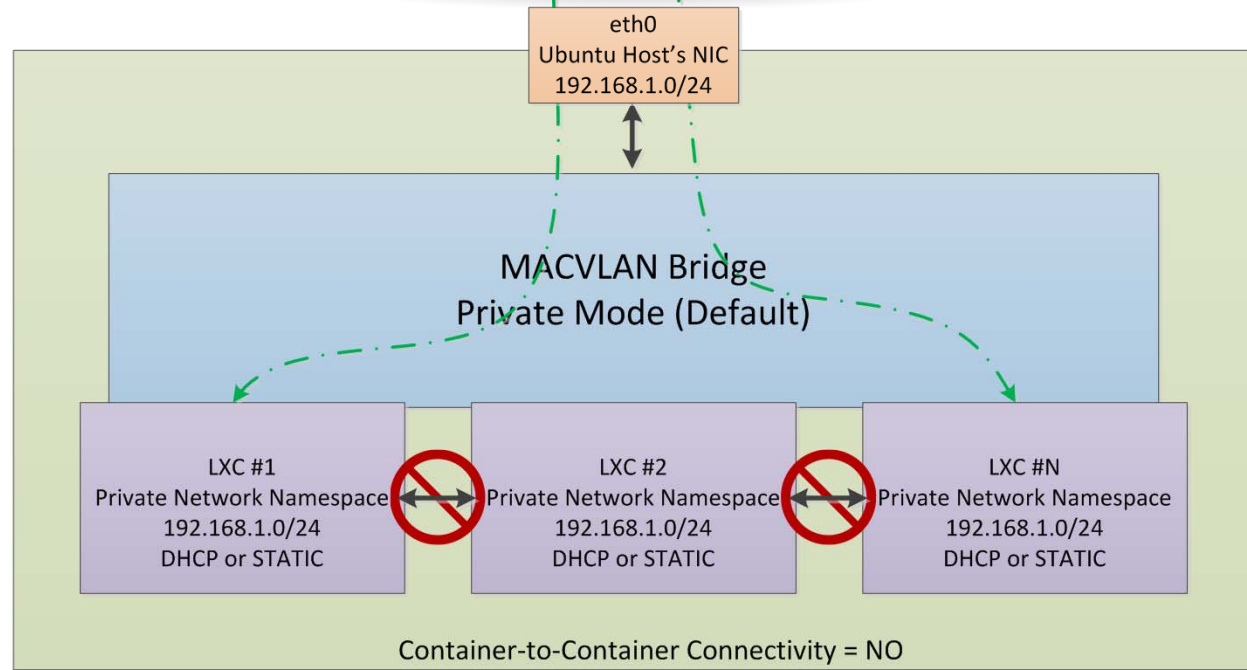 eth0
Ubuntu Host's NIC
192.168.1.0/24
MACVLAN Bridge
Private Mode (Default)
LXC #1
Private Network Namespace
192.168.1.0/24
DHCP or STATIC
LXC #2
Private Network Namespace
192.168.1.0/24
DHCP or STATIC
LXC #N
Private Network Namespace
192.168.1.0/24
DHCP or STATIC
Container-to-Container Connectivity = NO